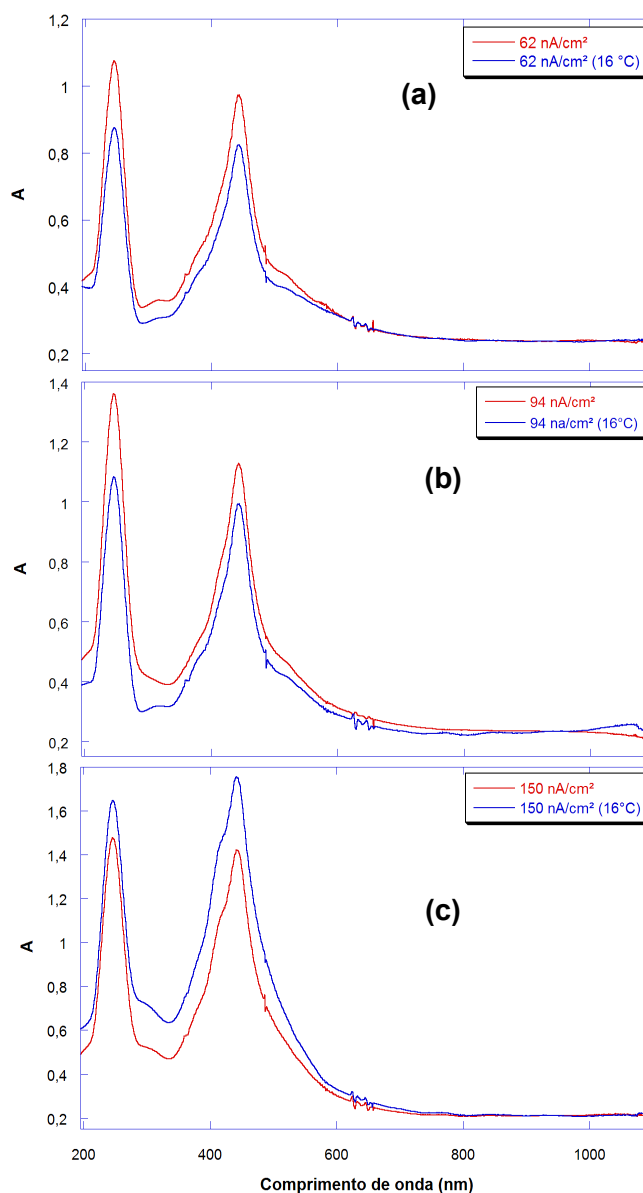 1,2
1
0,8
0,6
0,4
0,2
A
62 nA/cm²
62 nA/cm² (16 °C)
(a)
1,4
1,2
1
0,8
0,6
0,4
0,2
A
94 nA/cm²
94 na/cm² (16°C)
(b)
1,8
1,6
1,4
1,2
1
0,8
0,6
0,4
0,2
A
150 nA/cm²
150 nA/cm² (16°C)
(c)
200 400 600 800 1000
Comprimento de onda (nm)